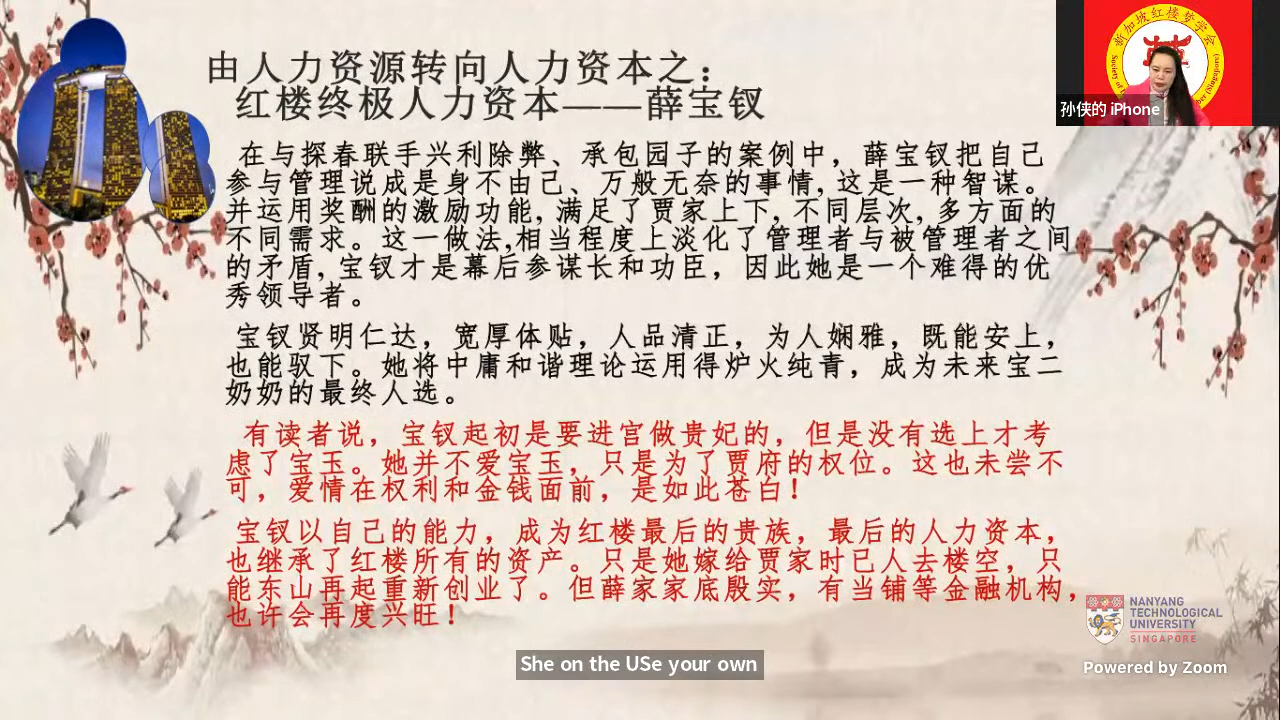 由人力资源转向人力资本之：
红楼终极人力资本——薛宝钗
在与探春联手兴利除弊、承包园子的案例中，薛宝钗把自己
参与管理说成是身不由己、万般无奈的事情,这是一种智谋。
并运用奖酬的激励功能,满足了贾家上下,不同层次,多方面的
不同需求。这一做法,相当程度上淡化了管理者与被管理者之间
的矛盾,宝钗才是幕后参谋长和功臣，因此她是一个难得的优
秀领导者。
宝钗贤明仁达，宽厚体贴，人品清正，为人娴雅，既能安上，
也能驭下。她将中庸和谐理论运用得炉火纯青，成为未来宝二
奶奶的最终人选。
有读者说，宝钗起初是要进宫做贵妃的，但是没有选上才考
虑了宝玉。她并不爱宝玉，只是为了贾府的权位。这也未尝不
可，爱情在权利和金钱面前，是如此苍白！
宝钗以自己的能力，成为红楼最后的贵族，最后的人力资本，
也继承了红楼所有的资产。只是她嫁给贾家时已人去楼空，只
能东山再起重新创业了。但薛家家底殷实，有当铺等金融机构，
也许会再度兴旺！
新加坡红楼梦学会
孙侠的 iPhone
NANYANG
TECHNOLOGICAL
UNIVERSITY
SINGAPORE
Powered by Zoom
She on the USe your own